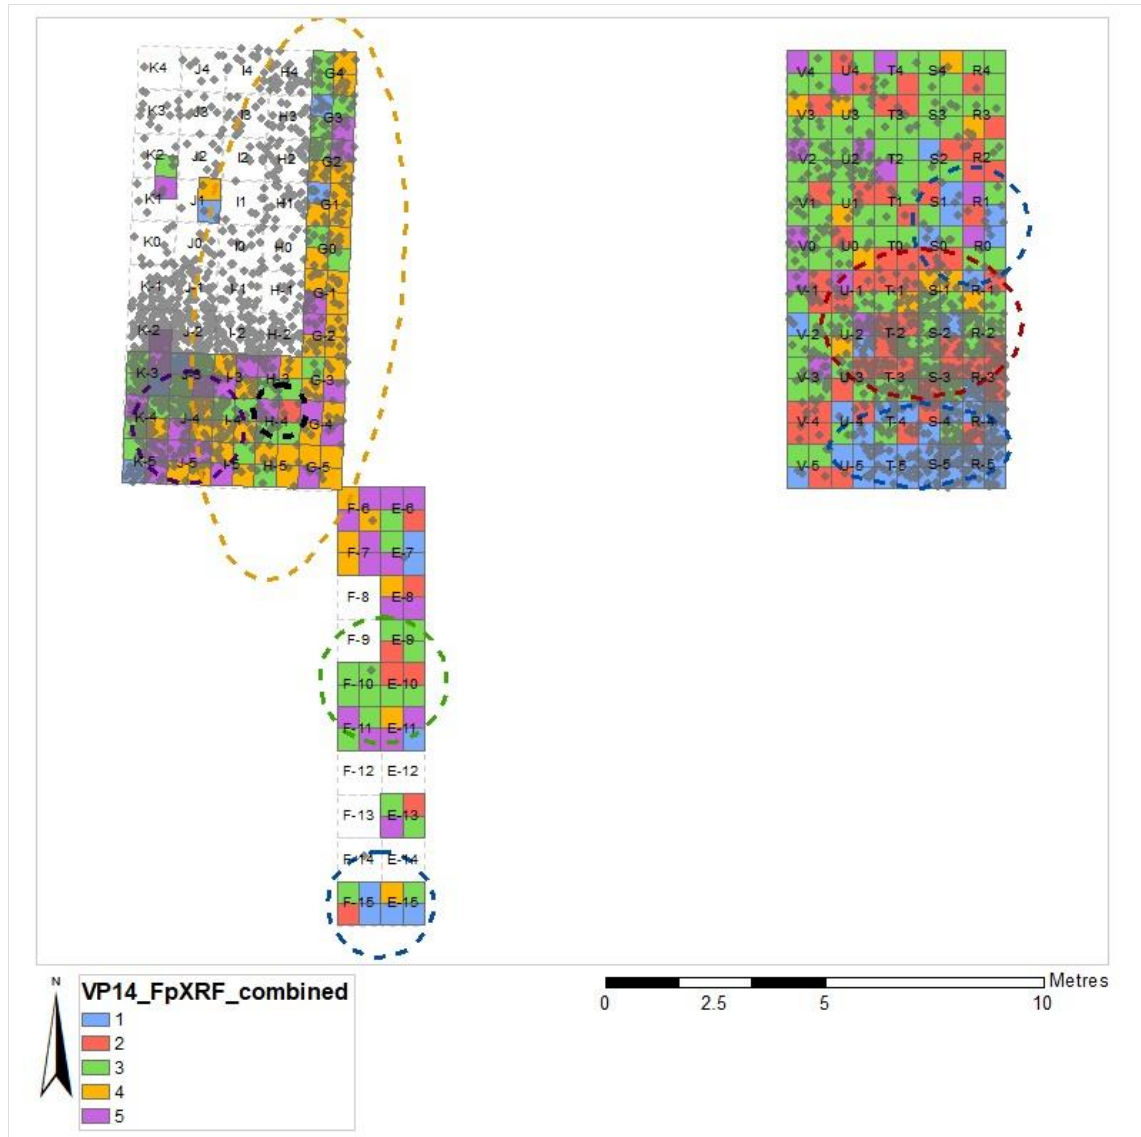 K4 J4 I4 H4 G4 V4 U4 T4 S4 R4
K3 J3 I3 H3 G3 V3 U3 T3 S3 R3
K2 J2 I2 H2 G2 V2 U2 T2 S2 R2
K1 J1 I1 H1 G1 V1 U1 T1 S1 R1
K0 J0 I0 H0 G0 V0 U0 T0 S0 R0
K-1 J-1 I-1 H-1 G-1 V-1 U-1 T-1 S-1 R-1
K-2 J-2 I-2 H-2 G-2 V-2 U-2 T-2 S-2 R-2
K-3 J-3 I-3 H-3 G-3 V-3 U-3 T-3 S-3 R-3
K-4 J-4 I-4 H-4 G-4 V-4 U-4 T-4 S-4 R-4
K-5 J-5 I-5 H-5 G-5 V-5 U-5 T-5 S-5 R-5
F-6 E-6
F-7 E-7
F-8 E-8
F-9 E-9
F-10 E-10
F-11 E-11
F-12 E-12
F-13 E-13
F-14 E-14
F-15 E-15
N
VP14_FpXRF_combined
1
2
3
4
5
Metres
0 2.5 5 10